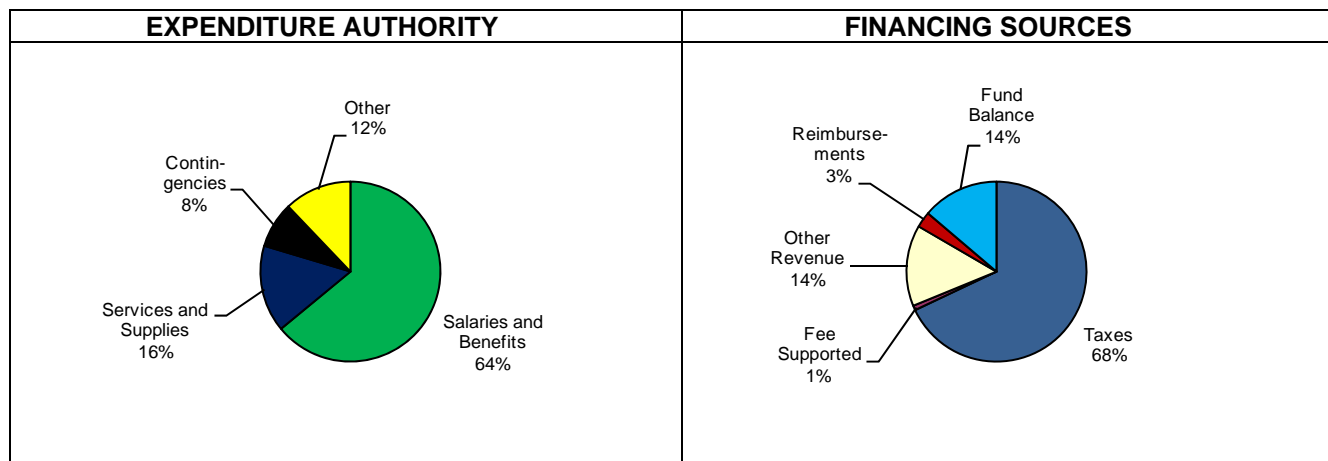 EXPENDITURE AUTHORITY
Other
12%
Contin-
gencies
8%
Services and
Supplies
16%
Salaries and
Benefits
64%
FINANCING SOURCES
Fund
Balance
14%
Reimburse-
ments
3%
Other
Revenue
14%
Fee
Supported
1%
Taxes
68%